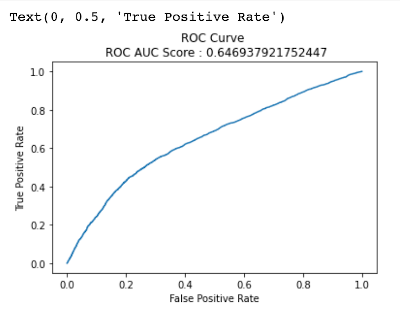 Text(0, 0.5, 'True Positive Rate')
ROC Curve
ROC AUC Score : 0.646937921752447
1.0
0.8
0.6
0.4
0.2
0.0
True Positive Rate
0.0 0.2 0.4 0.6 0.8 1.0
False Positive Rate